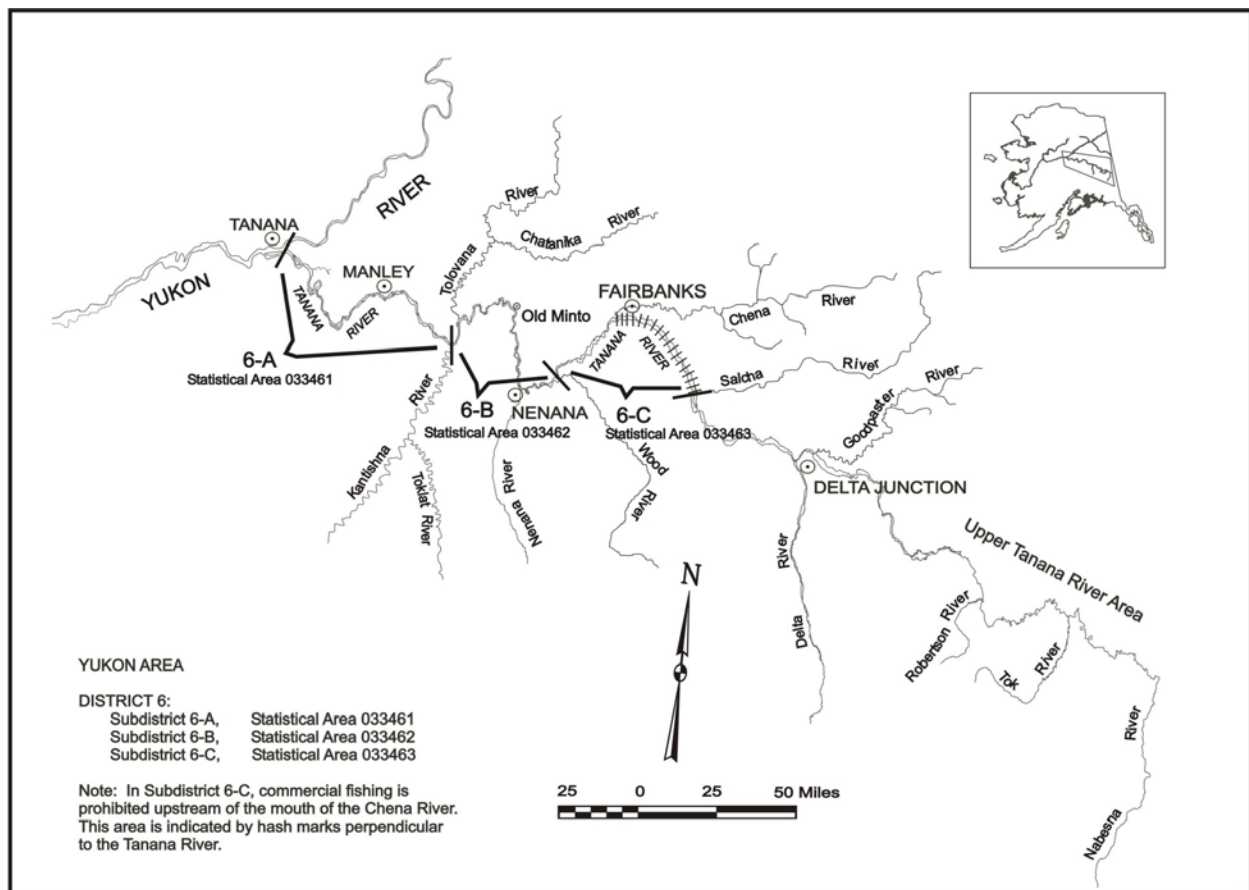 YUKON
RIVER
TANANA
MANLEY
TANANA
RIVER
6-A
Statistical Area 033461
Tolovana
River
Chatanika
River
Old Minto
Kantishna
River
Toklat River
6-B
Statistical Area 033462
NENANA
Nenana River
FAIRBANKS
TANANA
RIVER
Chena
River
6-C
Statistical Area 033463
Wood
River
Salcha
River
Goodpaster
River
DELTA JUNCTION
Delta
River
Upper Tanana River Area
Robertson River
Tok
River
Nabesna
River
N
YUKON AREA
DISTRICT 6:
Subdistrict 6-A, Statistical Area 033461
Subdistrict 6-B, Statistical Area 033462
Subdistrict 6-C, Statistical Area 033463
Note: In Subdistrict 6-C, commercial fishing is
prohibited upstream of the mouth of the Chena River.
This area is indicated by hash marks perpendicular
to the Tanana River.
25 0 25 50 Miles